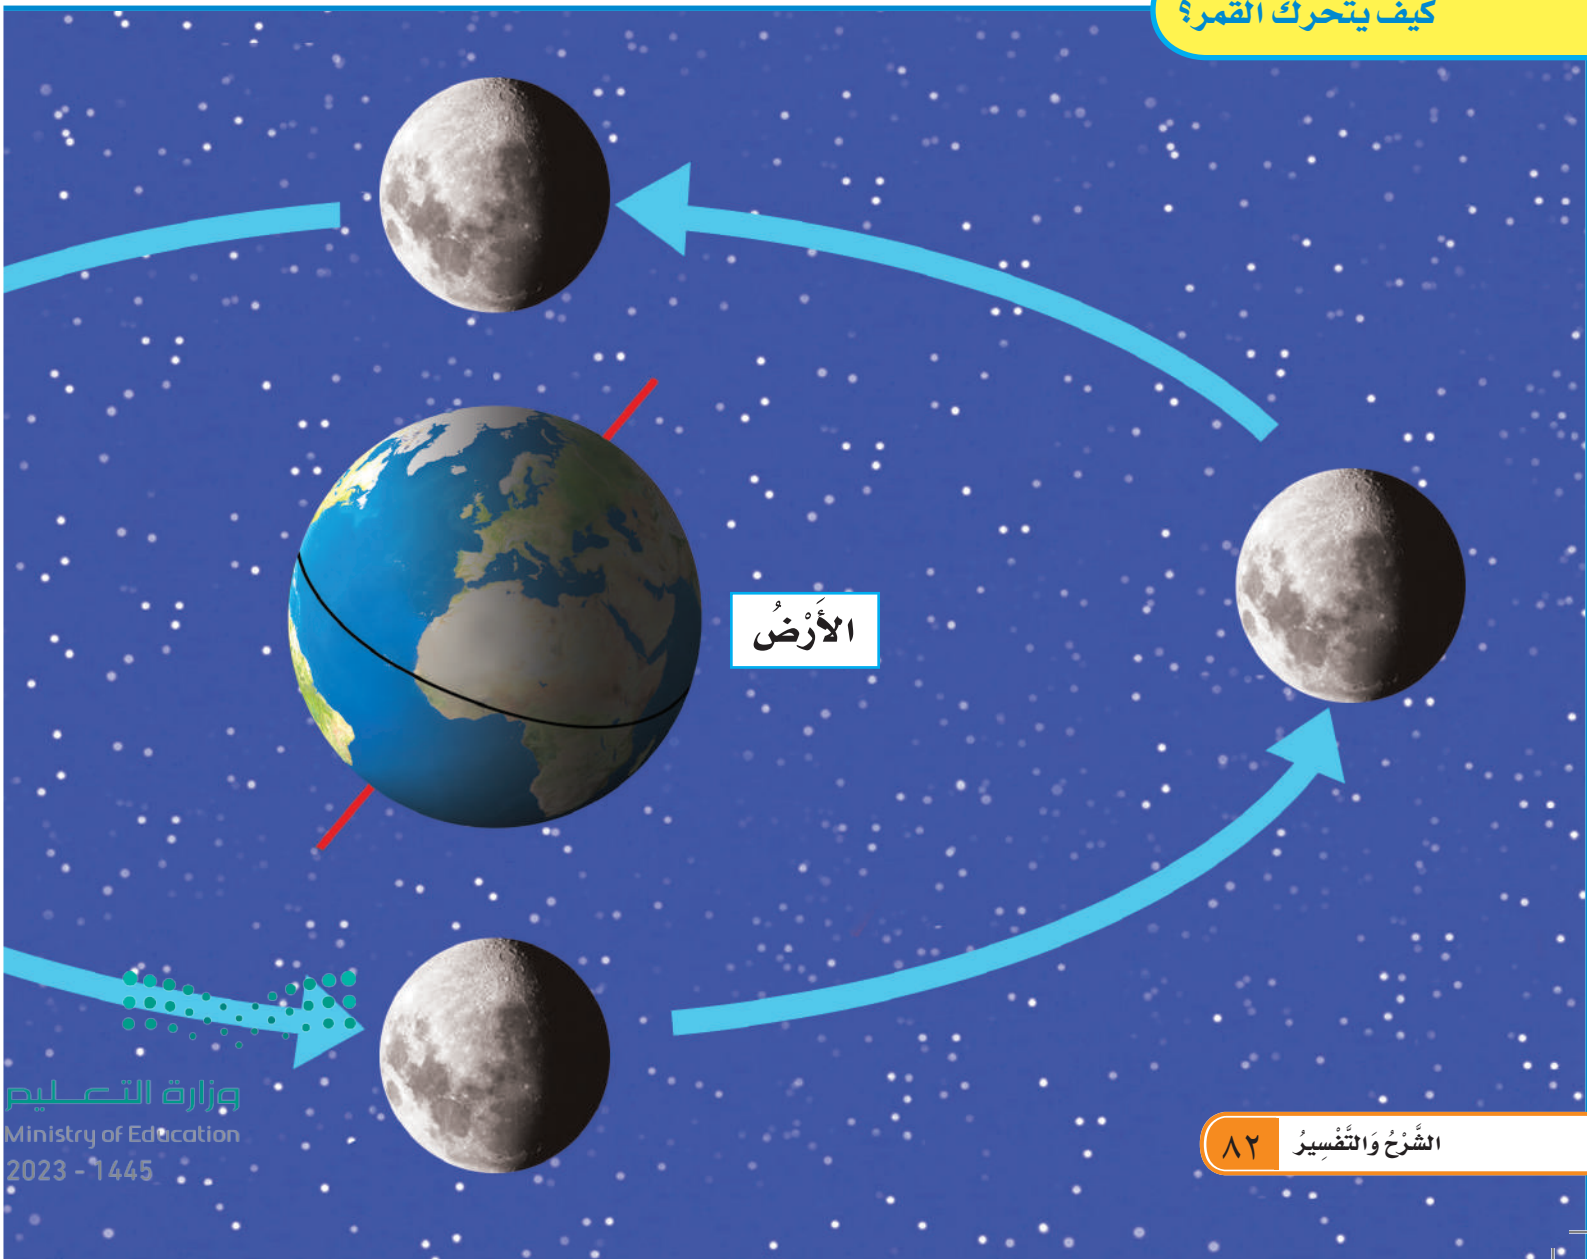 كيف يتحرك القمر؟
الأَرْضُ
وزارة التعليم
Ministry of Education
2023 - 1445
الشَّرْحُ وَالتَّفْسِيرُ ٨٢